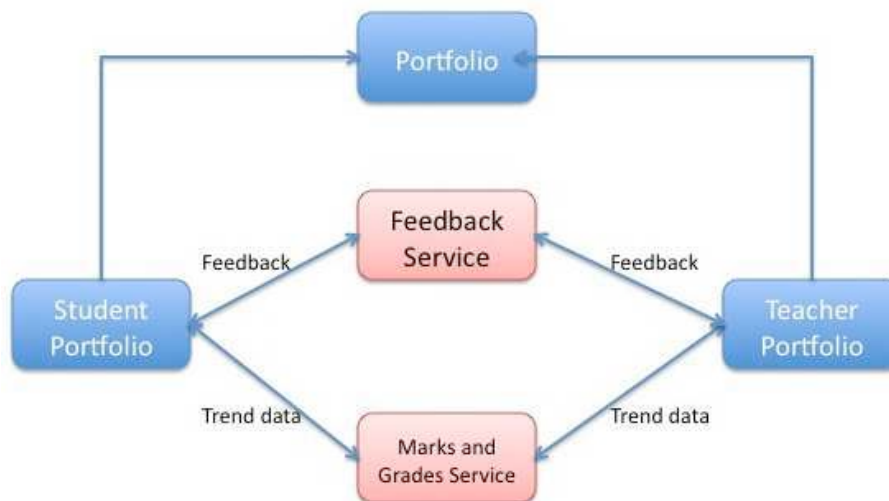 Portfolio
Feedback
Service
Feedback
Feedback
Student
Portfolio
Teacher
Portfolio
Trend data
Trend data
Marks and
Grades Service